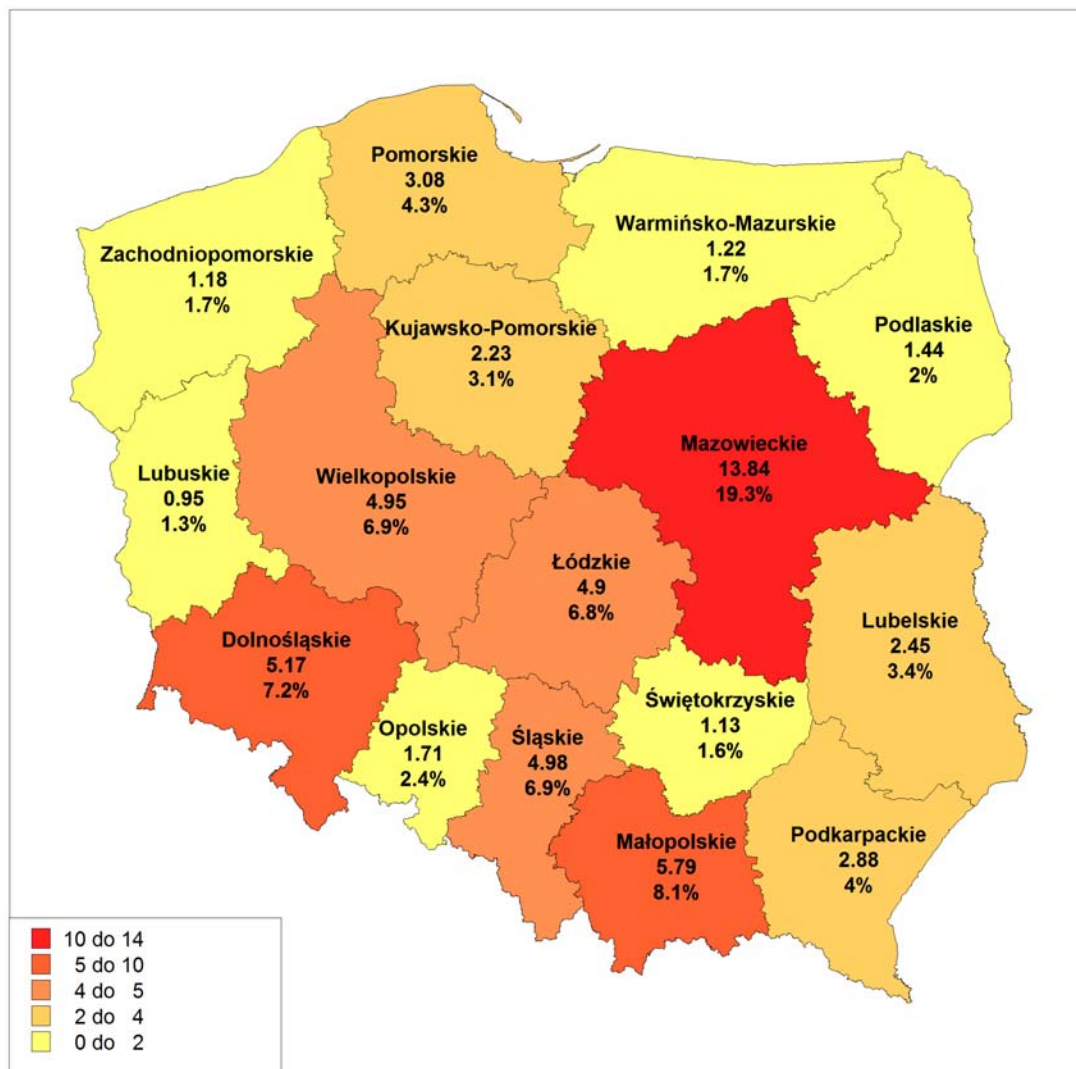 Pomorskie
3.08
4.3%
Warmińsko-Mazurskie
1.22
1.7%
Zachodniopomorskie
1.18
1.7%
Kujawsko-Pomorskie
2.23
3.1%
Podlaskie
1.44
2%
Mazowieckie
13.84
19.3%
Lubuskie
0.95
1.3%
Wielkopolskie
4.95
6.9%
Łódzkie
4.9
6.8%
Lubelskie
2.45
3.4%
Dolnośląskie
5.17
7.2%
Świętokrzyskie
1.13
1.6%
Opolskie
1.71
2.4%
Śląskie
4.98
6.9%
Małopolskie
5.79
8.1%
Podkarpackie
2.88
4%
10 do 14
5 do 10
4 do 5
2 do 4
0 do 2